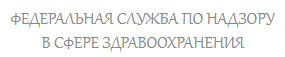 ФЕДЕРАЛЬНАЯ СЛУЖБА ПО НАДЗОРУ
В СФЕРЕ ЗДРАВООХРАНЕНИЯ